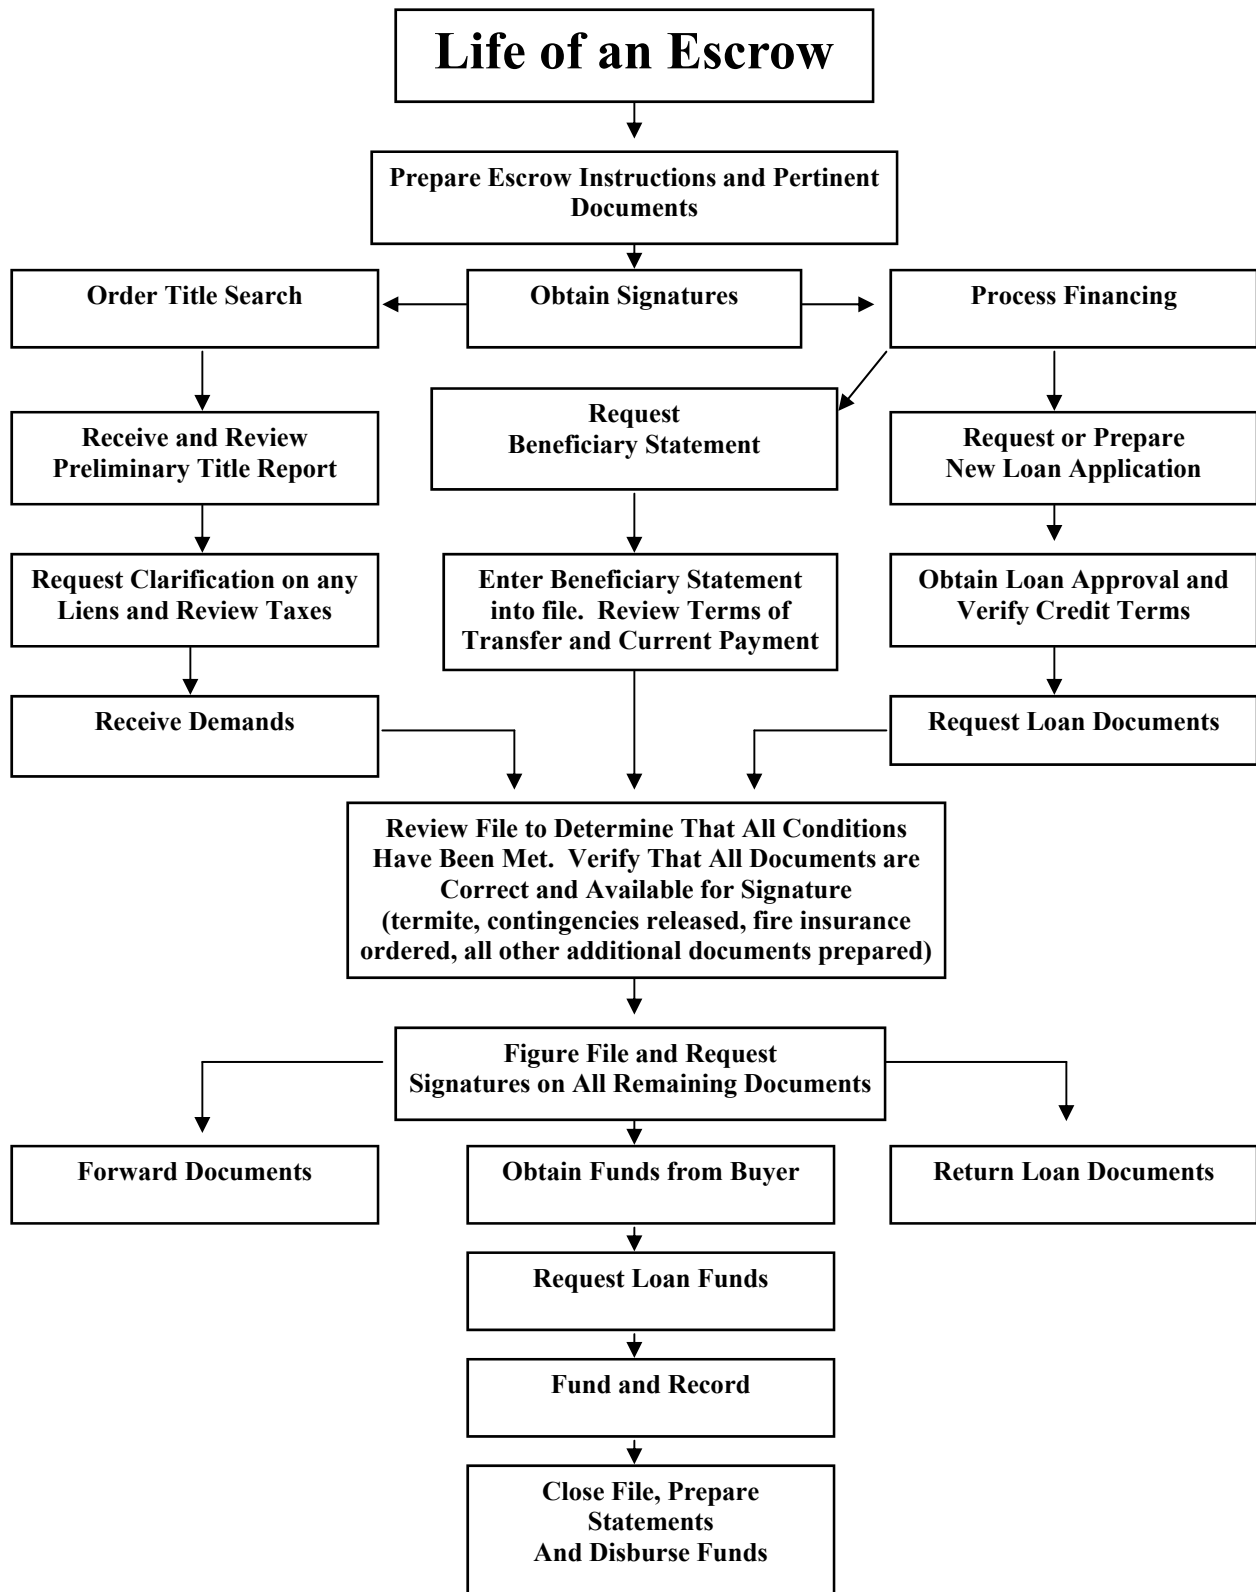 Life of an Escrow
Prepare Escrow Instructions and Pertinent
Documents
Order Title Search
Obtain Signatures
Process Financing
Receive and Review
Preliminary Title Report
Request
Beneficiary Statement
Request or Prepare
New Loan Application
Request Clarification on any
Liens and Review Taxes
Enter Beneficiary Statement
into file.  Review Terms of
Transfer and Current Payment
Obtain Loan Approval and
Verify Credit Terms
Receive Demands
Request Loan Documents
Review File to Determine That All Conditions
Have Been Met.  Verify That All Documents are
Correct and Available for Signature
(termite, contingencies released, fire insurance
ordered, all other additional documents prepared)
Figure File and Request
Signatures on All Remaining Documents
Forward Documents
Obtain Funds from Buyer
Return Loan Documents
Request Loan Funds
Fund and Record
Close File, Prepare
Statements
And Disburse Funds